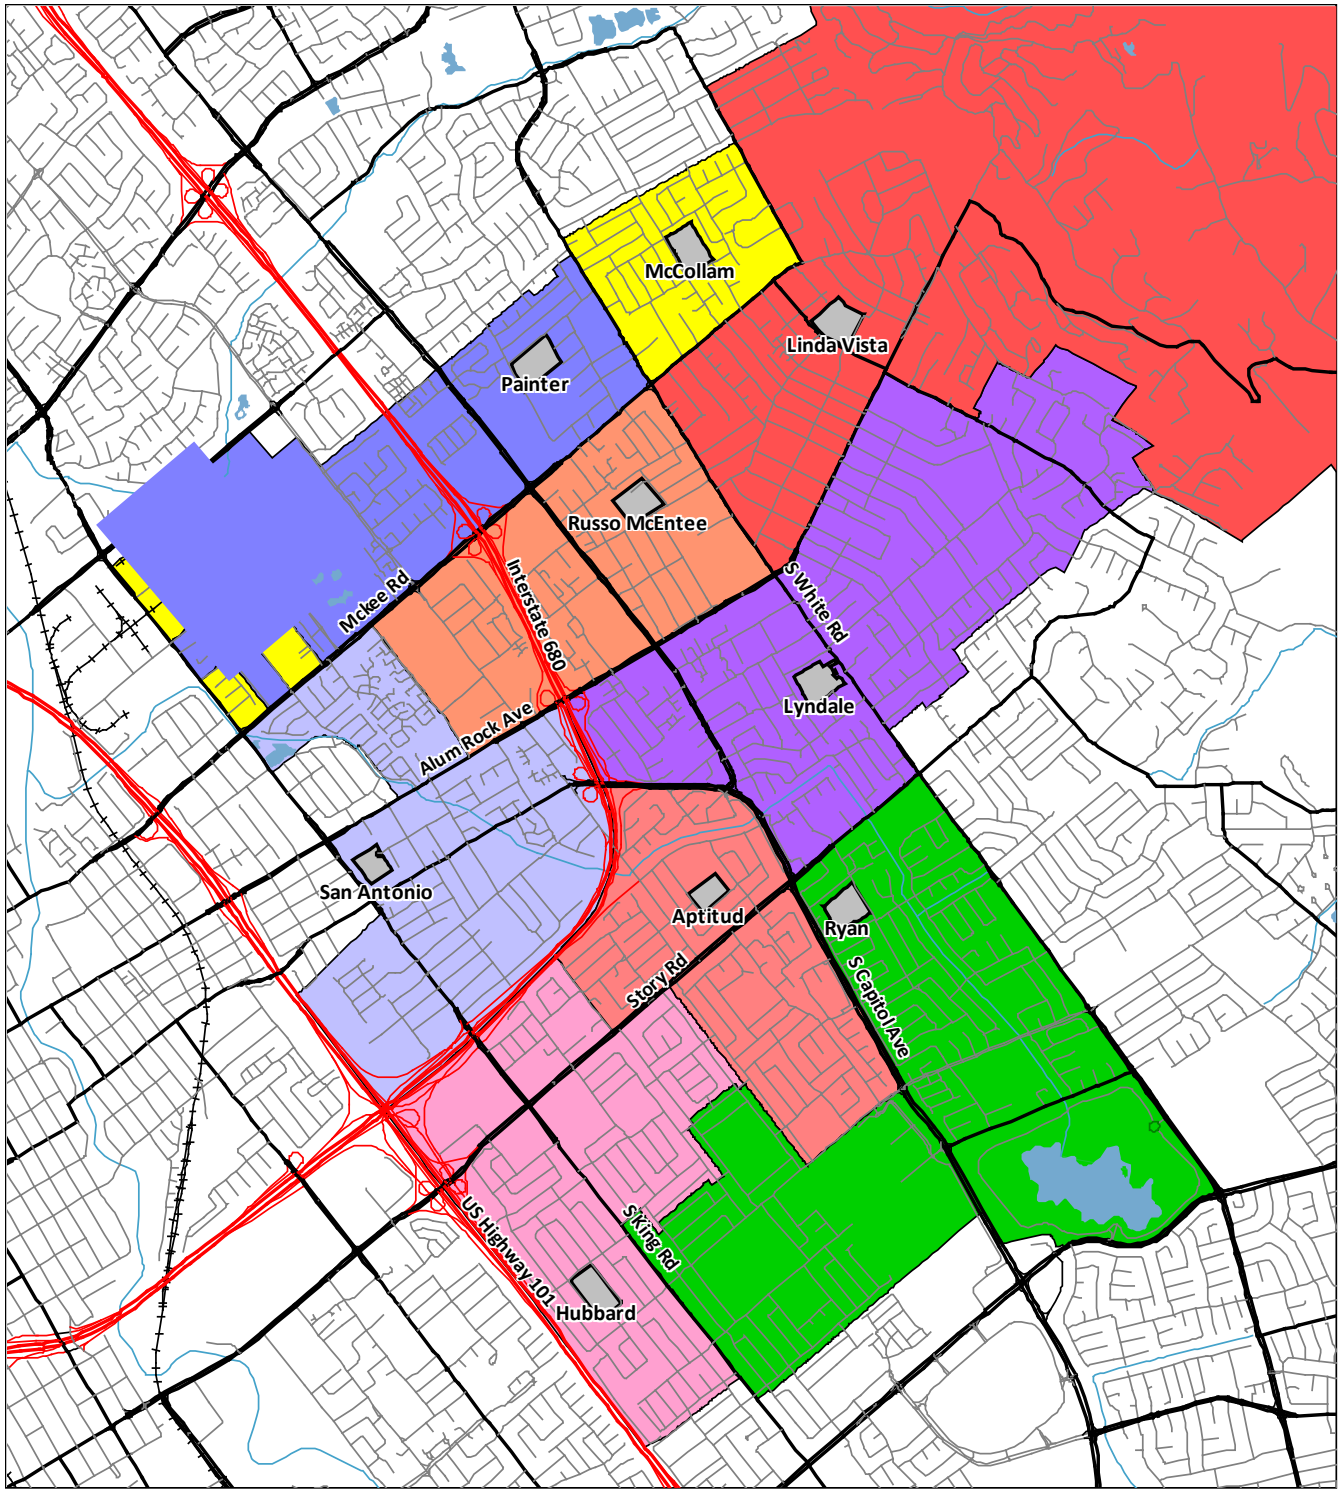 McCollam
Linda Vista
Painter
Russo McEntee
Interstate 680
Mckee Rd
S White Rd
Lyndale
Alum Rock Ave
San Antonio
Aptitud
Ryan
Story Rd
S Capitol Ave
S King Rd
US Highway 101
Hubbard